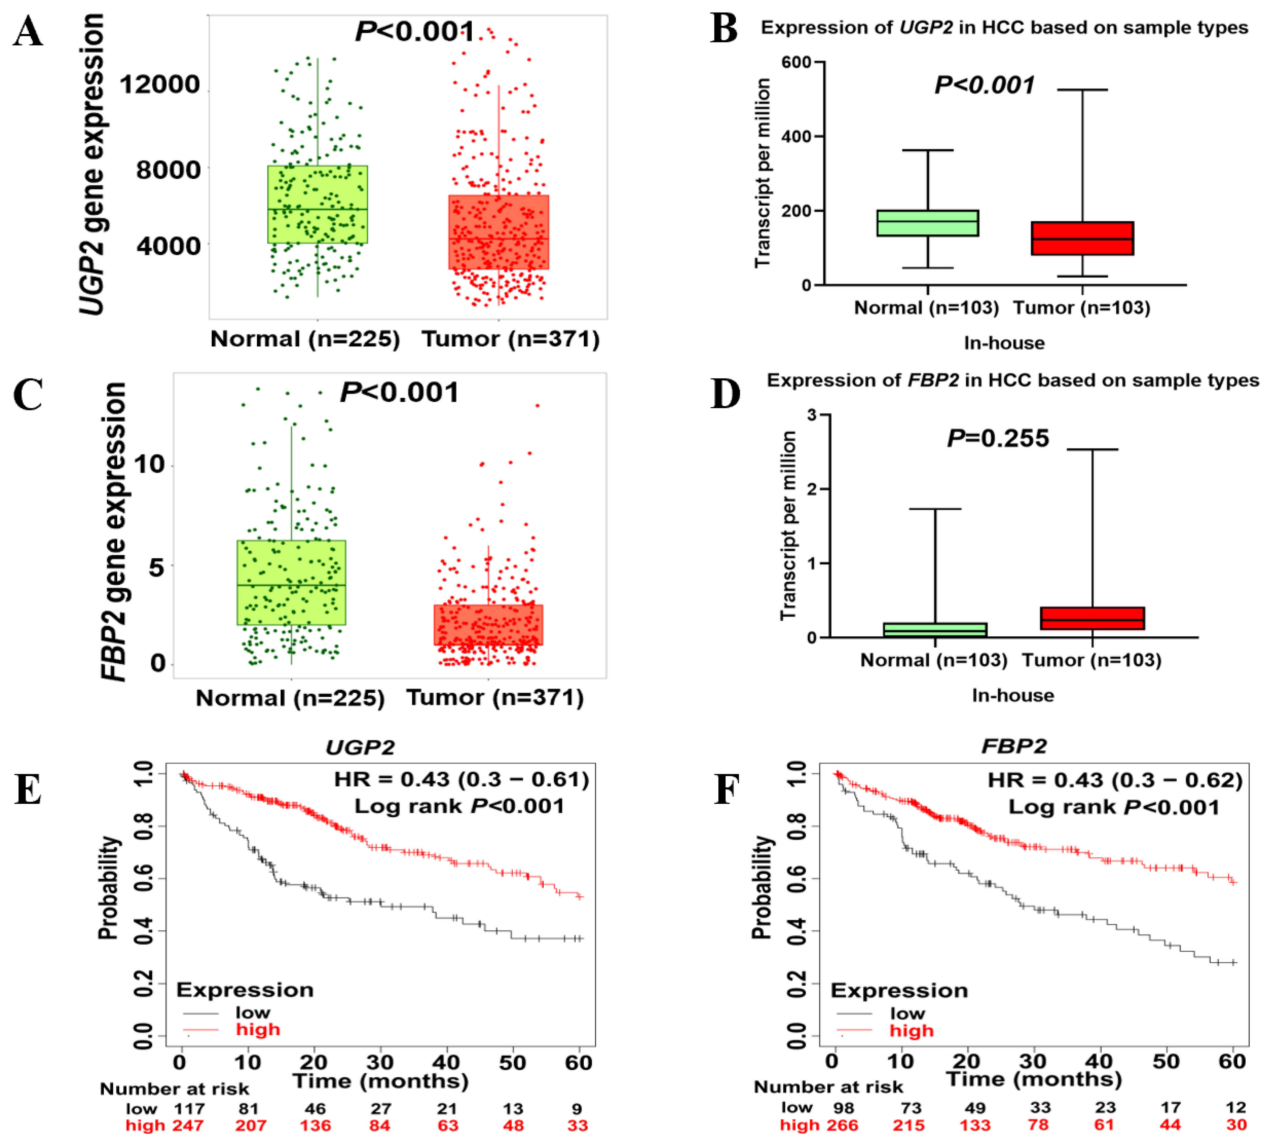 A
UGP2 gene expression
P<0.001
12000
8000
4000
Normal (n=225) Tumor (n=371)
B
Expression of UGP2 in HCC based on sample types
Transcript per million
P<0.001
600
400
200
0
Normal (n=103) Tumor (n=103)
In-house
C
FBP2 gene expression
P<0.001
10
5
0
Normal (n=225) Tumor (n=371)
D
Expression of FBP2 in HCC based on sample types
Transcript per million
P=0.255
3
2
1
0
Normal (n=103) Tumor (n=103)
In-house
E
UGP2
HR = 0.43 (0.3 − 0.61)
Log rank P<0.001
Probability
1.0
0.8
0.6
0.4
0.2
0.0
Expression
low
high
0 10 20 30 40 50 60
Time (months)
Number at risk
low 117 81 46 27 21 13 9
high 247 207 136 84 63 48 33
F
FBP2
HR = 0.43 (0.3 − 0.62)
Log rank P<0.001
Probability
1.0
0.8
0.6
0.4
0.2
0.0
Expression
low
high
0 10 20 30 40 50 60
Time (months)
Number at risk
low 98 73 49 33 23 17 12
high 266 215 133 78 61 44 30